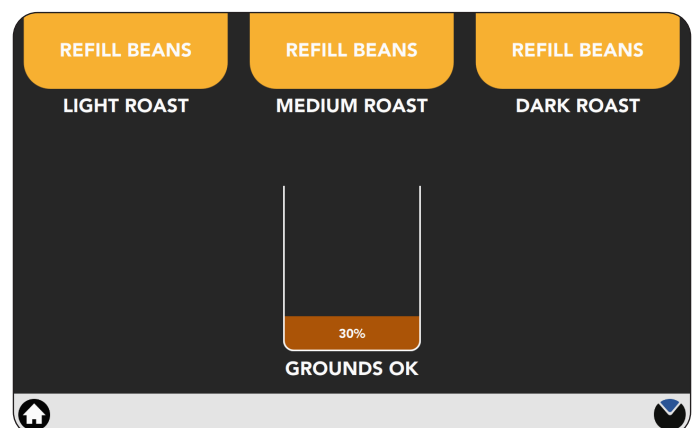 REFILL BEANS
REFILL BEANS
REFILL BEANS
LIGHT ROAST
MEDIUM ROAST
DARK ROAST
30%
GROUNDS OK